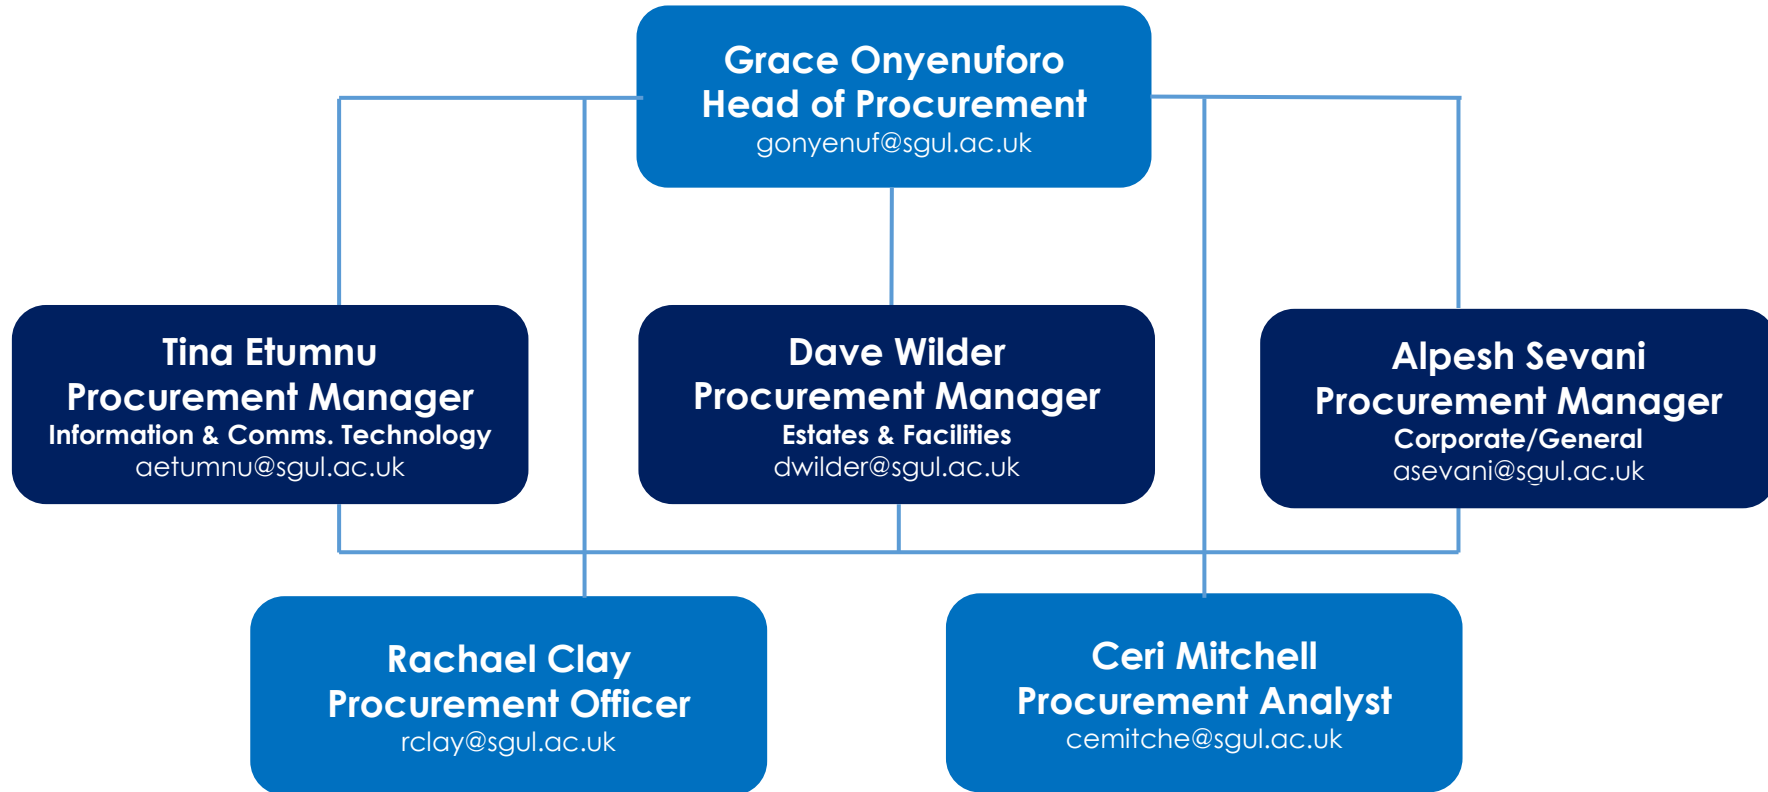 Grace Onyenuforo
Head of Procurement
gonyenuf@sgul.ac.uk
Tina Etumnu
Procurement Manager
Information & Comms. Technology
aetumnu@sgul.ac.uk
Dave Wilder
Procurement Manager
Estates & Facilities
dwilder@sgul.ac.uk
Alpesh Sevani
Procurement Manager
Corporate/General
asevani@sgul.ac.uk
Rachael Clay
Procurement Officer
rclay@sgul.ac.uk
Ceri Mitchell
Procurement Analyst
cemitche@sgul.ac.uk